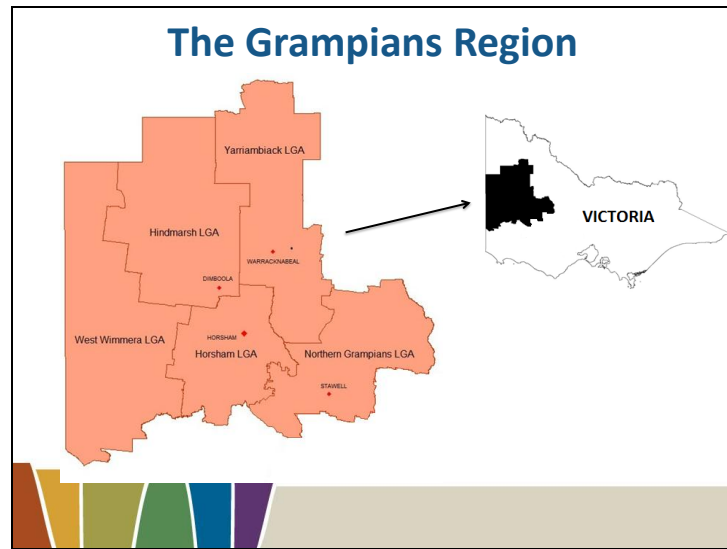 The Grampians Region
Yarriambiack LGA
VICTORIA
Hindmarsh LGA
WARRACKNABEAL
DIMBOOLA
West Wimmera LGA
HORSHAM
Horsham LGA
Northern Grampians LGA
STAWELL